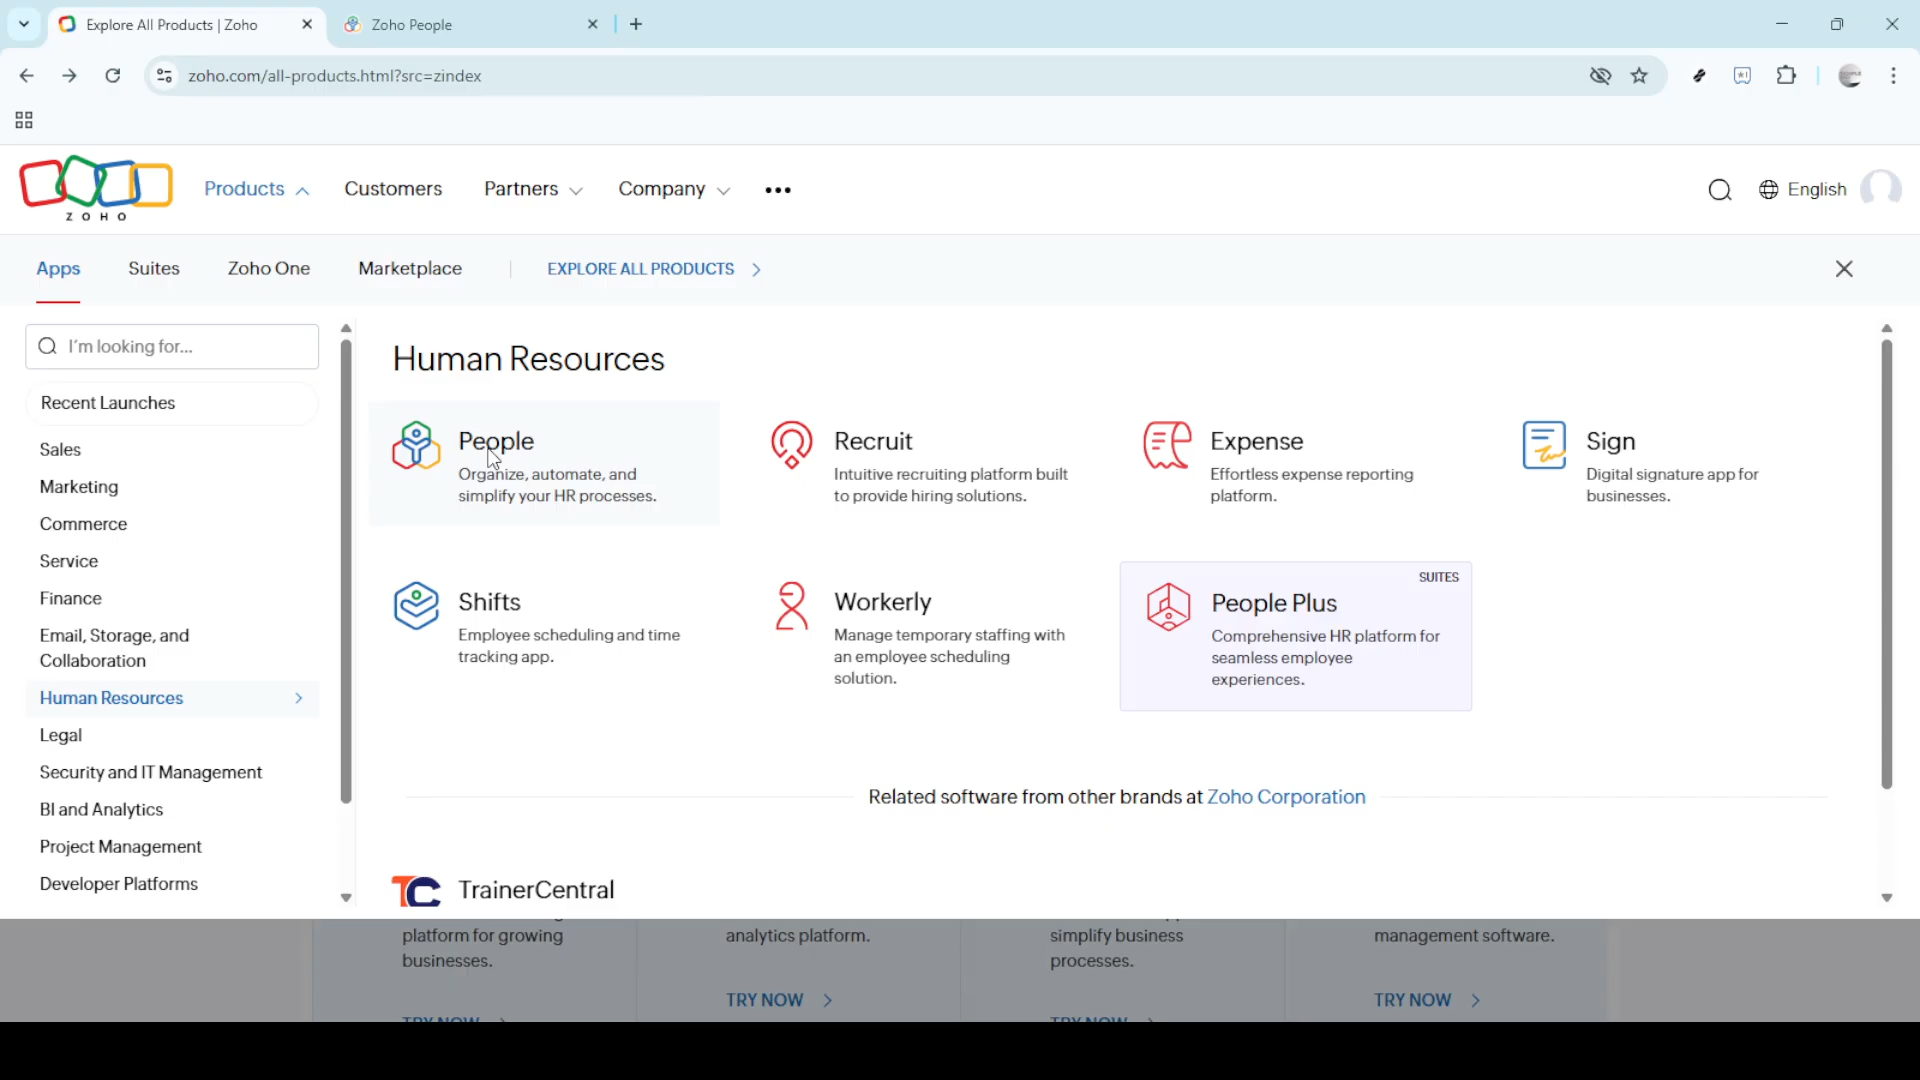 Explore All Products | Zoho
Zoho People
zoho.com/all-products.html?src=zindex
ZOHO
Products
Customers
Partners
Company
English
Apps
Suites
Zoho One
Marketplace
EXPLORE ALL PRODUCTS
I'm looking for...
Recent Launches
Sales
Marketing
Commerce
Service
Finance
Email, Storage, and
Collaboration
Human Resources
Legal
Security and IT Management
BI and Analytics
Project Management
Developer Platforms
Human Resources
People
Organize, automate, and
simplify your HR processes.
Recruit
Intuitive recruiting platform built
to provide hiring solutions.
Expense
Effortless expense reporting
platform.
Sign
Digital signature app for
businesses.
Shifts
Employee scheduling and time
tracking app.
Workerly
Manage temporary staffing with
an employee scheduling
solution.
SUITES
People Plus
Comprehensive HR platform for
seamless employee
experiences.
Related software from other brands at Zoho Corporation
TC TrainerCentral
platform for growing
businesses.
TRY NOW
analytics platform.
TRY NOW
simplify business
processes.
TRY NOW
management software.
TRY NOW